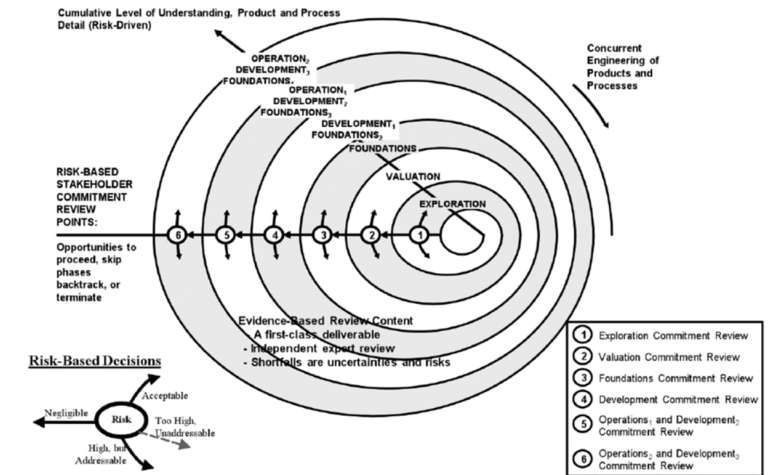 Cumulative Level of Understanding, Product and Process
Detail (Risk-Driven)
Concurrent
Engineering of
Products and
Processes
OPERATION2
DEVELOPMENT3
FOUNDATIONS4
OPERATION1
DEVELOPMENT2
FOUNDATIONS3
DEVELOPMENT1
FOUNDATIONS2
FOUNDATIONS
VALUATION
EXPLORATION
RISK-BASED
STAKEHOLDER
COMMITMENT
REVIEW
POINTS:
Opportunities to
proceed, skip
phases
backtrack, or
terminate
6 5 4 3 2 1
Evidence-Based Review Content
A first-class deliverable
- Independent expert review
- Shortfalls are uncertainties and risks
Risk-Based Decisions
Acceptable
Negligible
Risk
Too High,
Unaddressable
High, but
Addressable
1 Exploration Commitment Review
2 Valuation Commitment Review
3 Foundations Commitment Review
4 Development Commitment Review
5 Operations1 and Development2
Commitment Review
6 Operations2 and Development3
Commitment Review